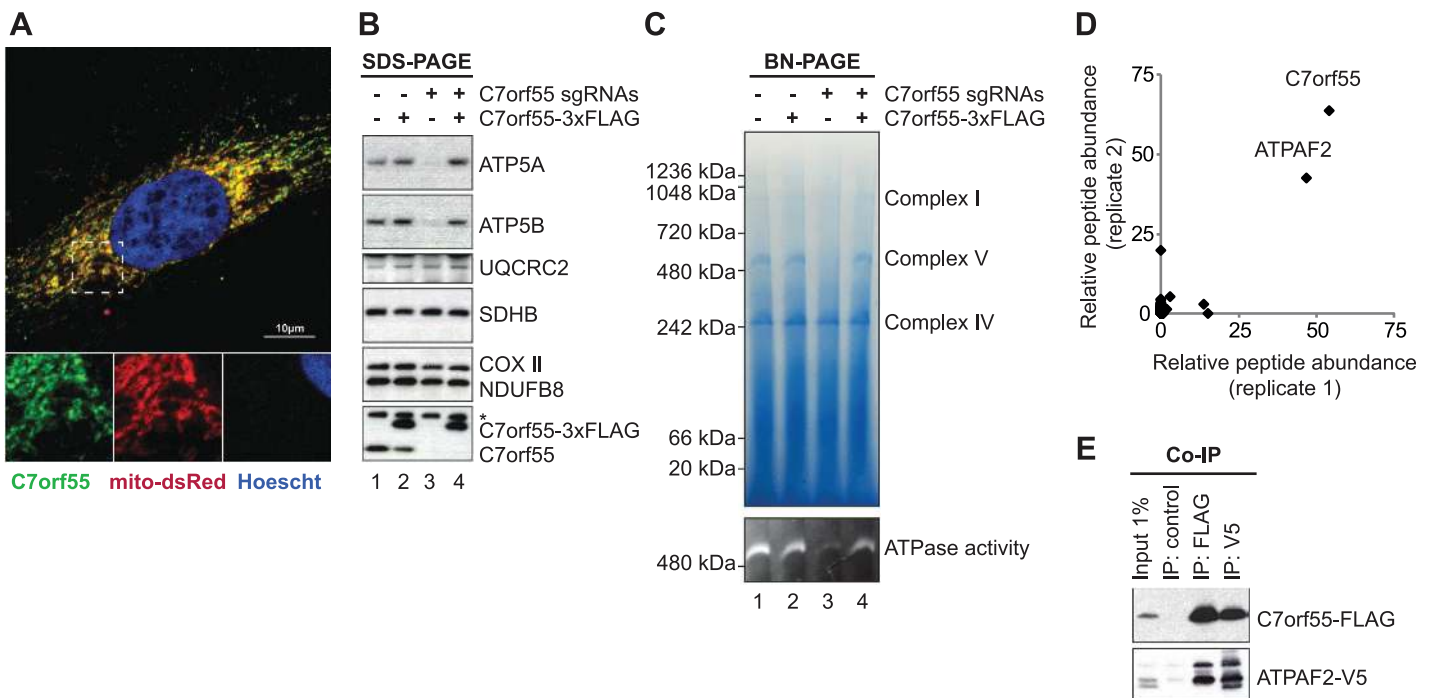 A
10μm
C7orf55 mito-dsRed Hoescht
B
SDS-PAGE
- - + + C7orf55 sgRNAs
- + - + C7orf55-3xFLAG
ATP5A
ATP5B
UQCRC2
SDHB
COX II
NDUFB8
*
C7orf55-3xFLAG
C7orf55
1 2 3 4
C
BN-PAGE
- - + + C7orf55 sgRNAs
- + - + C7orf55-3xFLAG
1236 kDa
1048 kDa
Complex I
720 kDa
Complex V
480 kDa
Complex IV
242 kDa
66 kDa
20 kDa
ATPase activity
480 kDa
1 2 3 4
D
Relative peptide abundance
(replicate 2)
75
50
25
0
C7orf55
ATPAF2
0 25 50 75
Relative peptide abundance
(replicate 1)
E
Co-IP
Input 1%
IP: control
IP: FLAG
IP: V5
C7orf55-FLAG
ATPAF2-V5